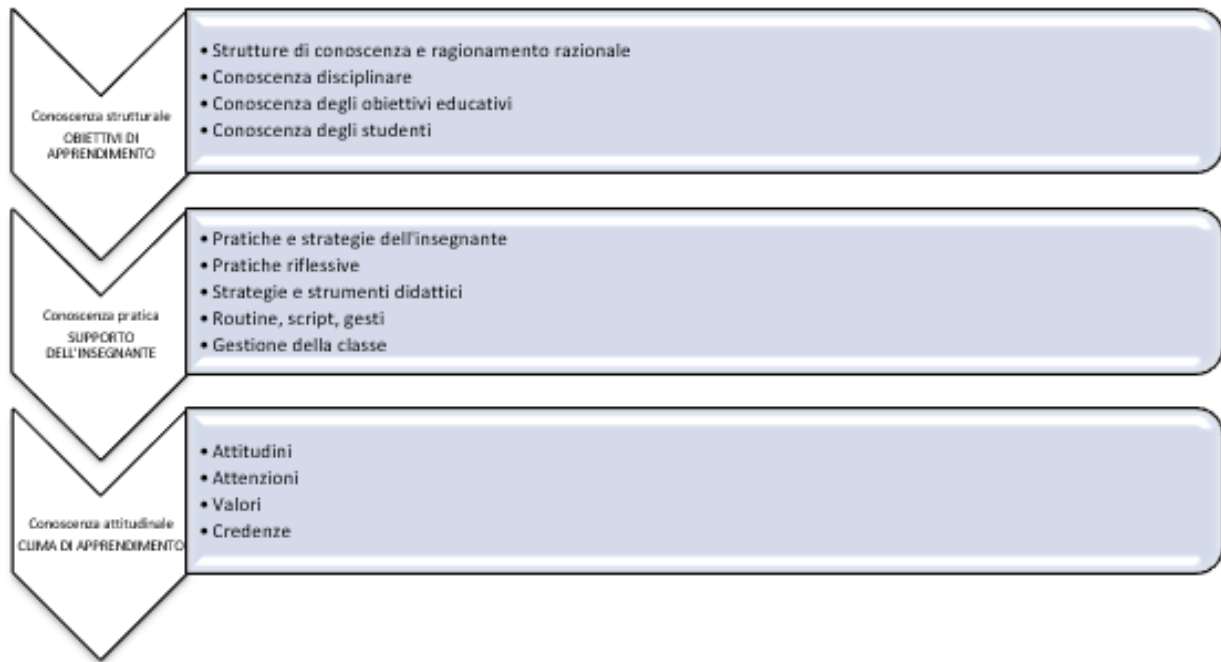 Conoscenza strutturale
OBIETTIVI DI
APPRENDIMENTO
• Strutture di conoscenza e ragionamento razionale
• Conoscenza disciplinare
• Conoscenza degli obiettivi educativi
• Conoscenza degli studenti
Conoscenza pratica
SUPPORTO
DELL'INSEGNANTE
• Pratiche e strategie dell'insegnante
• Pratiche riflessive
• Strategie e strumenti didattici
• Routine, script, gesti
• Gestione della classe
Conoscenza attitudinale
CLIMA DI APPRENDIMENTO
• Attitudini
• Attenzioni
• Valori
• Credenze